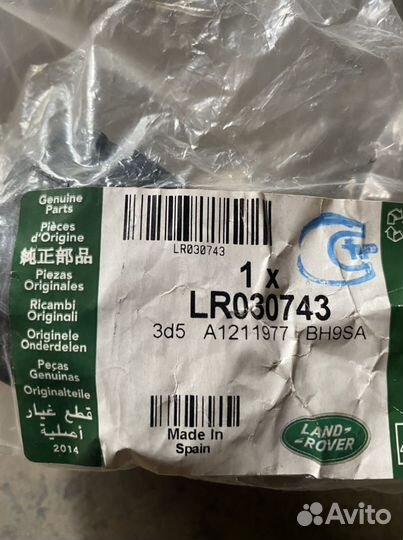 Genuine
Parts
Pièces
d'Origine
純正部品
Piezas
Originales
Ricambi
Originali
Originele
Onderdelen
Peças
Genuinas
Originalteile
قطع غيار
أصلية
2014
LR030743
1 x
LR030743
3d5 A1211977 BH9SA
Made In
Spain
LAND
ROVER
Avito